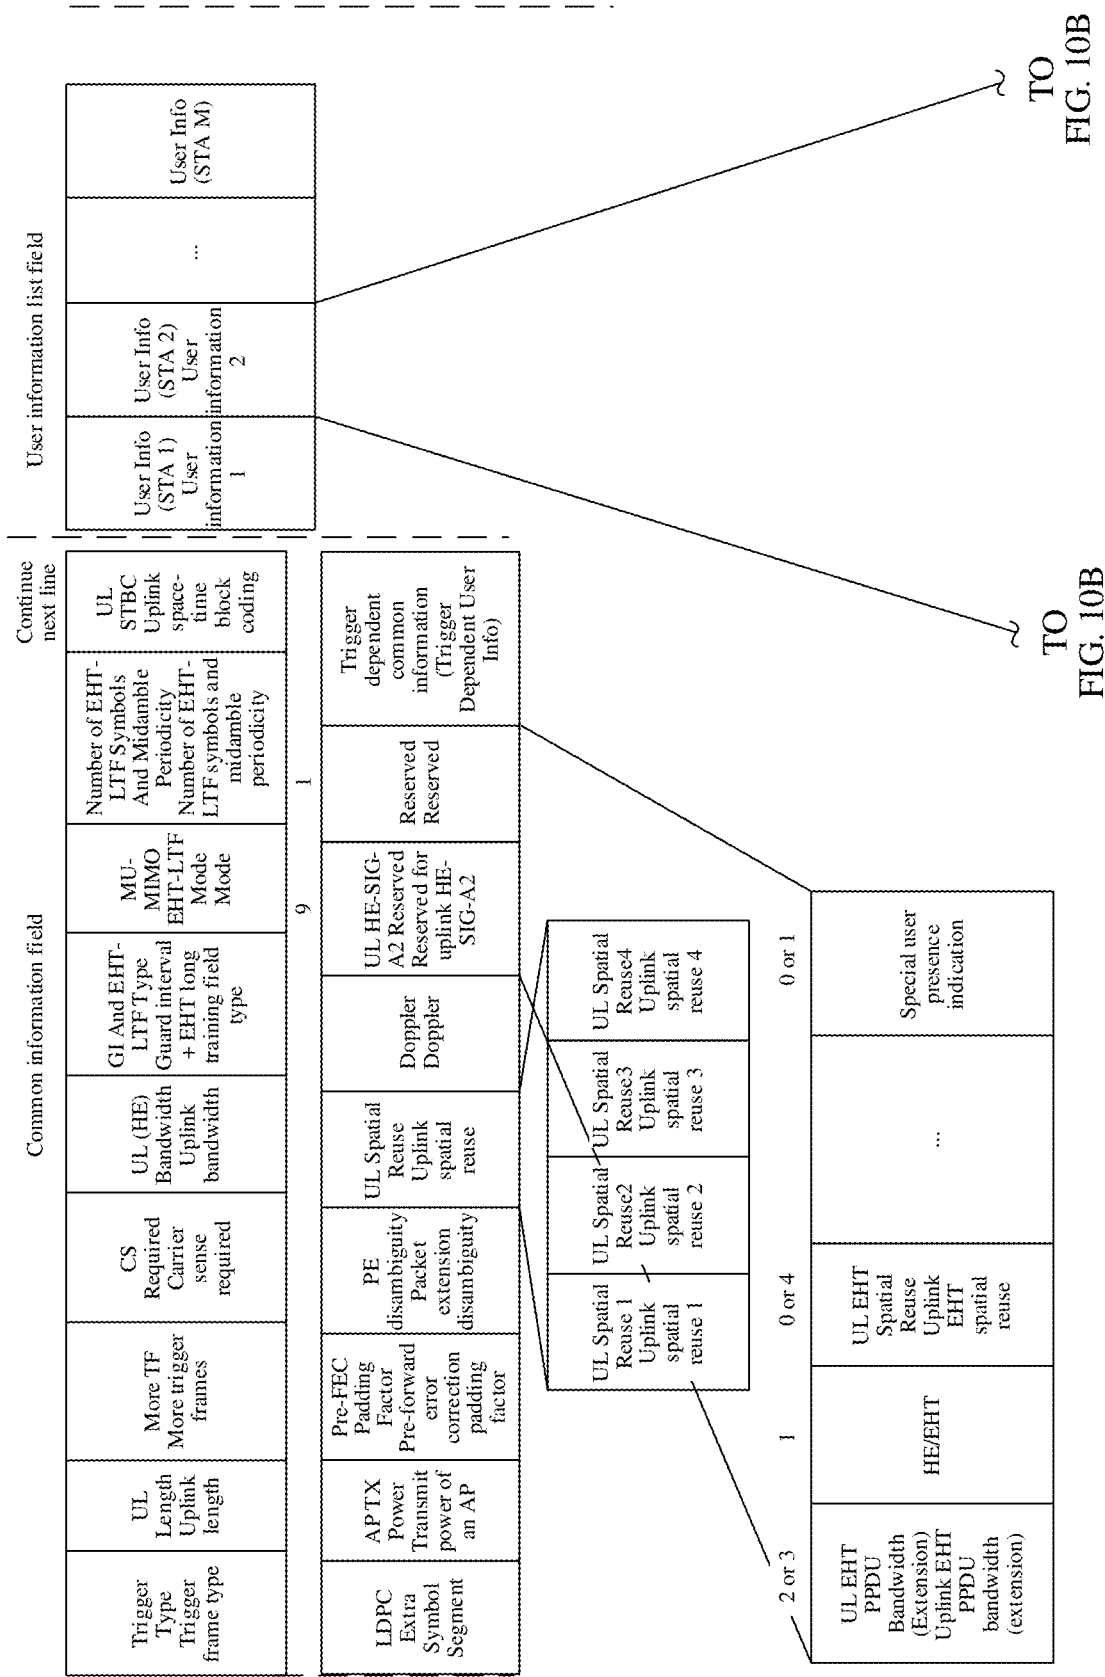 Common information field
Continue
next line
User information list field
Trigger
Type
Trigger
frame type
UL
Length
Uplink
length
More TF
More trigger
frames
CS
Required
Carrier
sense
required
UL (HE)
Bandwidth
Uplink
bandwidth
GI And EHT-
LTF Type
Guard interval
+ EHT long
training field
type
MU-
MIMO
EHT-LTF
Mode
Mode
Number of EHT-
LTF Symbols
And Midamble
Periodicity
Number of EHT-
LTF symbols and
midamble
periodicity
UL
STBC
Uplink
space-
time
block
coding
User Info
(STA 1)
User
information
1
User Info
(STA 2)
User
information
2
...
User Info
(STA M)
9
1
LDPC
Extra
Symbol
Segment
AP TX
Power
Transmit
power of
an AP
Pre-FEC
Padding
Factor
Pre-forward
error
correction
padding
factor
PE
disambiguity
Packet
extension
disambiguity
UL Spatial
Reuse
Uplink
spatial
reuse
Doppler
Doppler
UL HE-SIG-
A2 Reserved
Reserved for
uplink HE-
SIG-A2
Reserved
Reserved
Trigger
dependent
common
information
(Trigger
Dependent User
Info)
UL Spatial
Reuse 1
Uplink
spatial
reuse 1
UL Spatial
Reuse2
Uplink
spatial
reuse 2
UL Spatial
Reuse3
Uplink
spatial
reuse 3
UL Spatial
Reuse4
Uplink
spatial
reuse 4
2 or 3
1
0 or 4
0 or 1
UL EHT
PPDU
Bandwidth
(Extension)
Uplink EHT
PPDU
bandwidth
(extension)
HE/EHT
UL EHT
Spatial
Reuse
Uplink
EHT
spatial
reuse
...
Special user
presence
indication
TO
FIG. 10B
TO
FIG. 10B